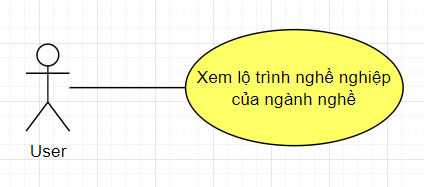 Xem lộ trình nghề nghiệp
của ngành nghề
User